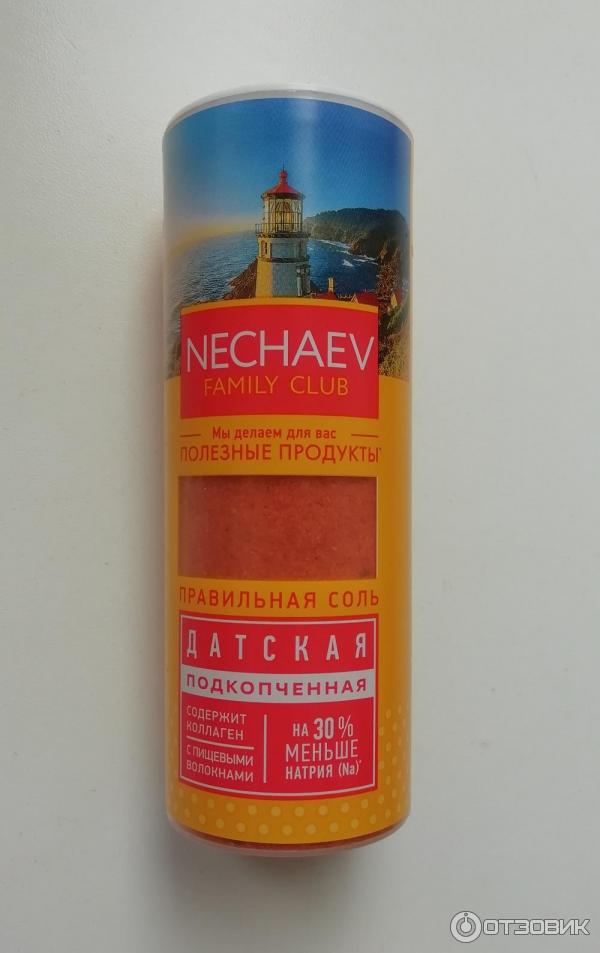 NECHAEV
FAMILY CLUB
Мы делаем для вас
ПОЛЕЗНЫЕ ПРОДУКТЫ*
ПРАВИЛЬНАЯ СОЛЬ
ДАТСКАЯ
ПОДКОПЧЕННАЯ
СОДЕРЖИТ
КОЛЛАГЕН
С ПИЩЕВЫМИ
ВОЛОКНАМИ
НА 30%
МЕНЬШЕ
НАТРИЯ (Na)*
ОТЗОВИК